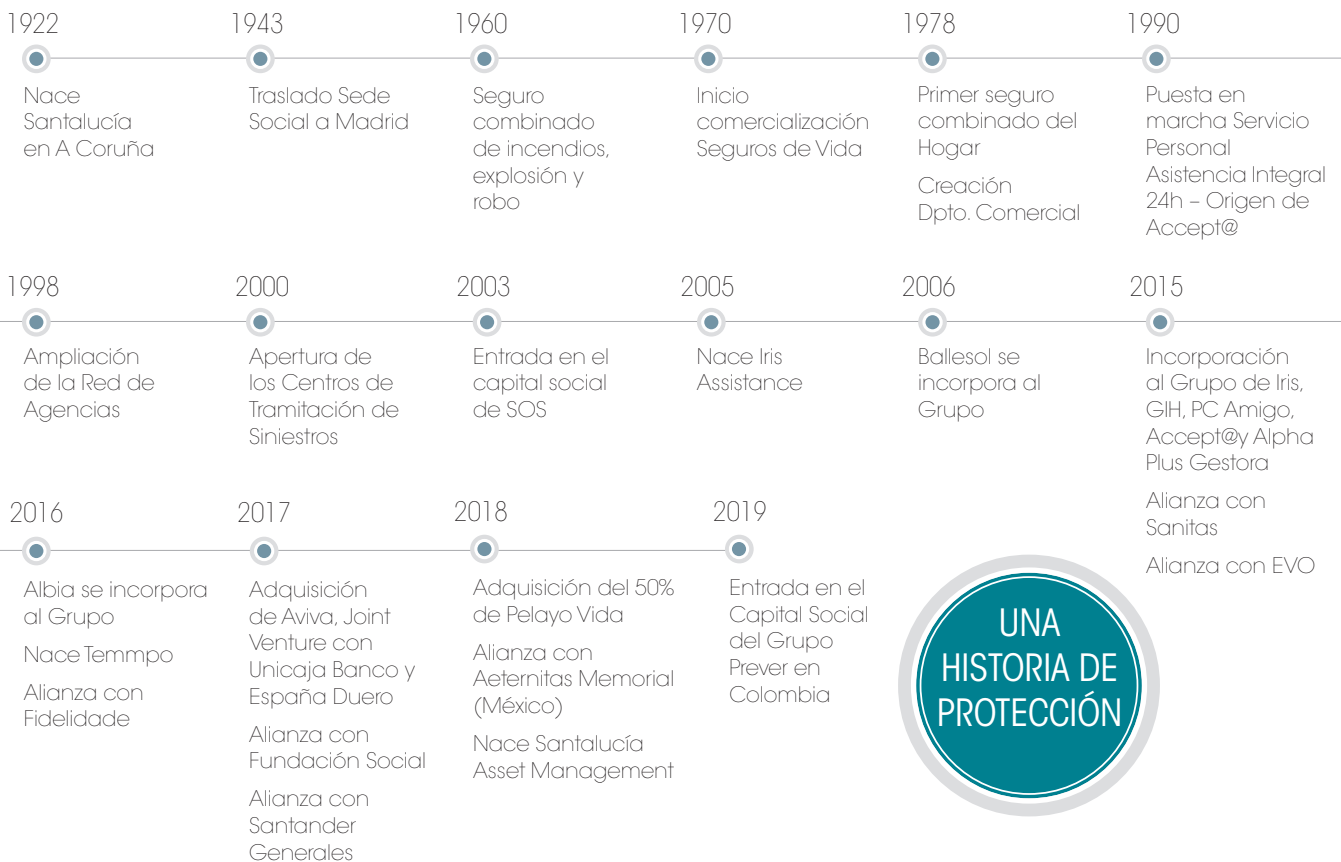 1922
Nace
Santalucía
en A Coruña
1943
Traslado Sede
Social a Madrid
1960
Seguro
combinado
de incendios,
explosión y
robo
1970
Inicio
comercialización
Seguros de Vida
1978
Primer seguro
combinado del
Hogar
Creación
Dpto. Comercial
1990
Puesta en
marcha Servicio
Personal
Asistencia Integral
24h – Origen de
Accept@
1998
Ampliación
de la Red de
Agencias
2000
Apertura de
los Centros de
Tramitación de
Siniestros
2003
Entrada en el
capital social
de SOS
2005
Nace Iris
Assistance
2006
Ballesol se
incorpora al
Grupo
2015
Incorporación
al Grupo de Iris,
GIH, PC Amigo,
Accept@y Alpha
Plus Gestora
Alianza con
Sanitas
Alianza con EVO
2016
Albia se incorpora
al Grupo
Nace Temmpo
Alianza con
Fidelidade
2017
Adquisición
de Aviva, Joint
Venture con
Unicaja Banco y
España Duero
Alianza con
Fundación Social
Alianza con
Santander
Generales
2018
Adquisición del 50%
de Pelayo Vida
Alianza con
Aeternitas Memorial
(México)
Nace Santalucía
Asset Management
2019
Entrada en el
Capital Social
del Grupo
Prever en
Colombia
UNA
HISTORIA DE
PROTECCIÓN